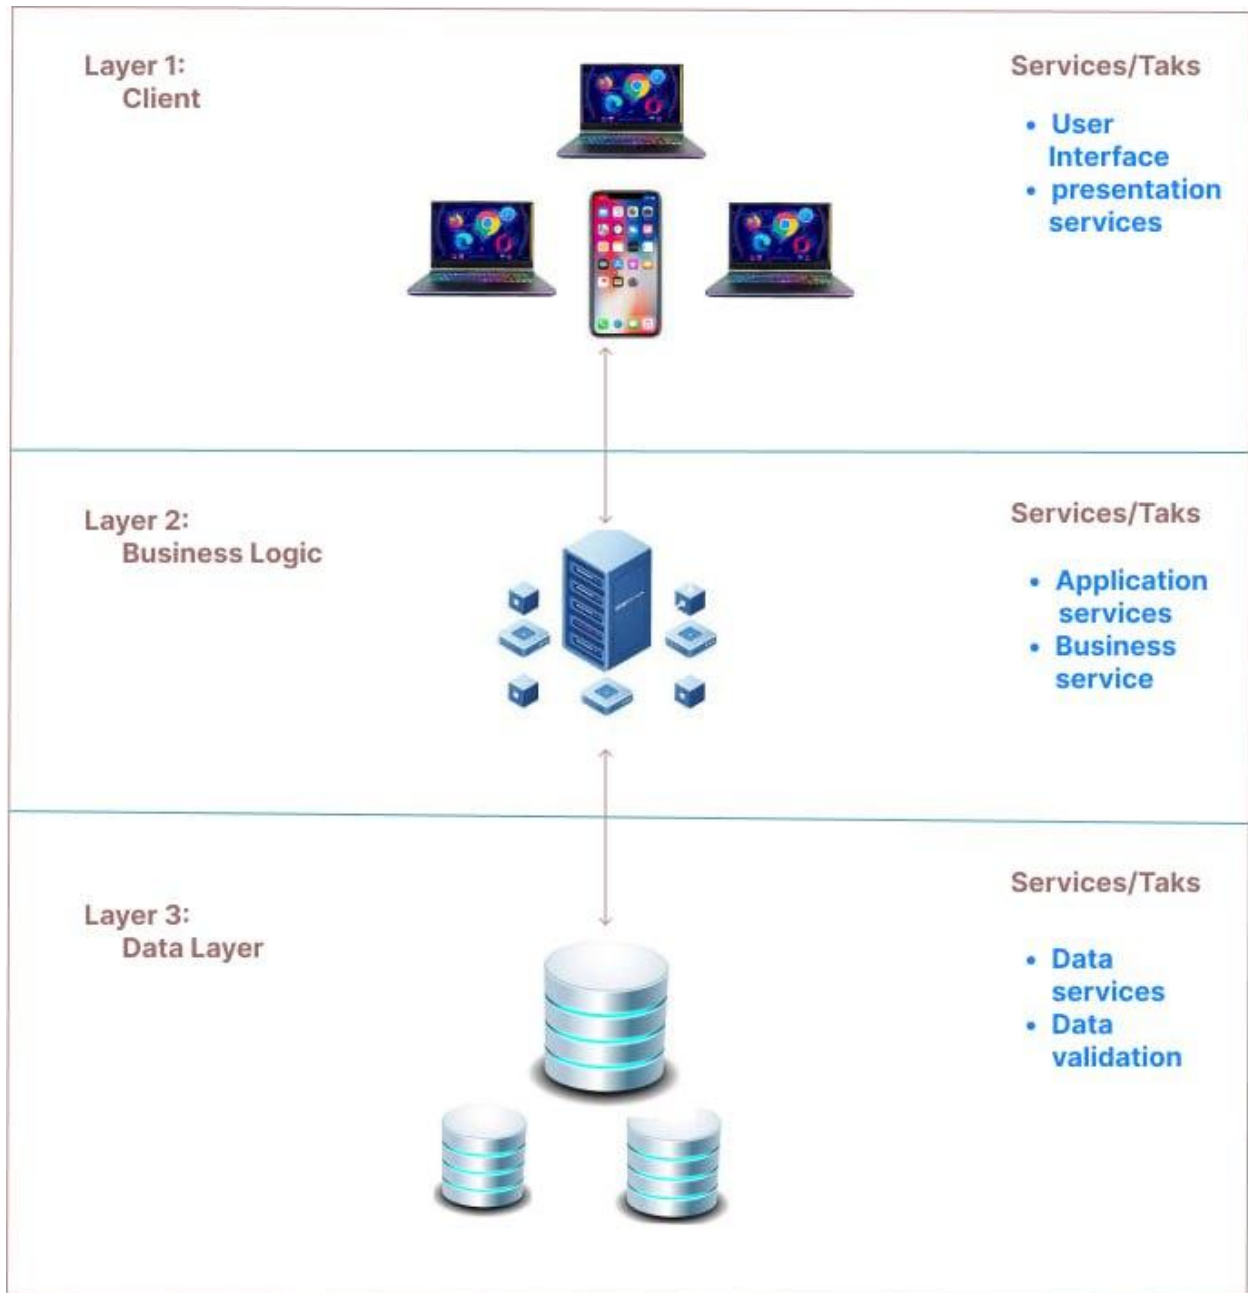 Layer 1:
Client
Services/Taks
• User
Interface
• presentation
services
Layer 2:
Business Logic
Services/Taks
• Application
services
• Business
service
Layer 3:
Data Layer
Services/Taks
• Data
services
• Data
validation